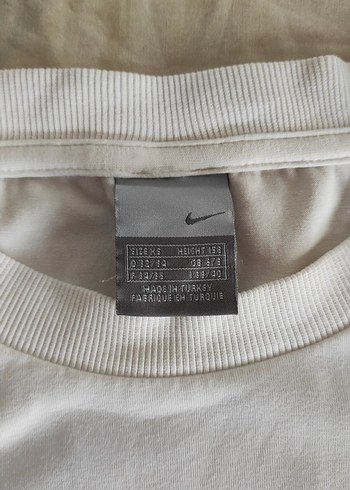 SIZE XS HEIGHT 158
D 32/34 GB 6/8
F 34/36 I 38/40
MADE IN TURKEY
FABRIQUE EN TURQUIE